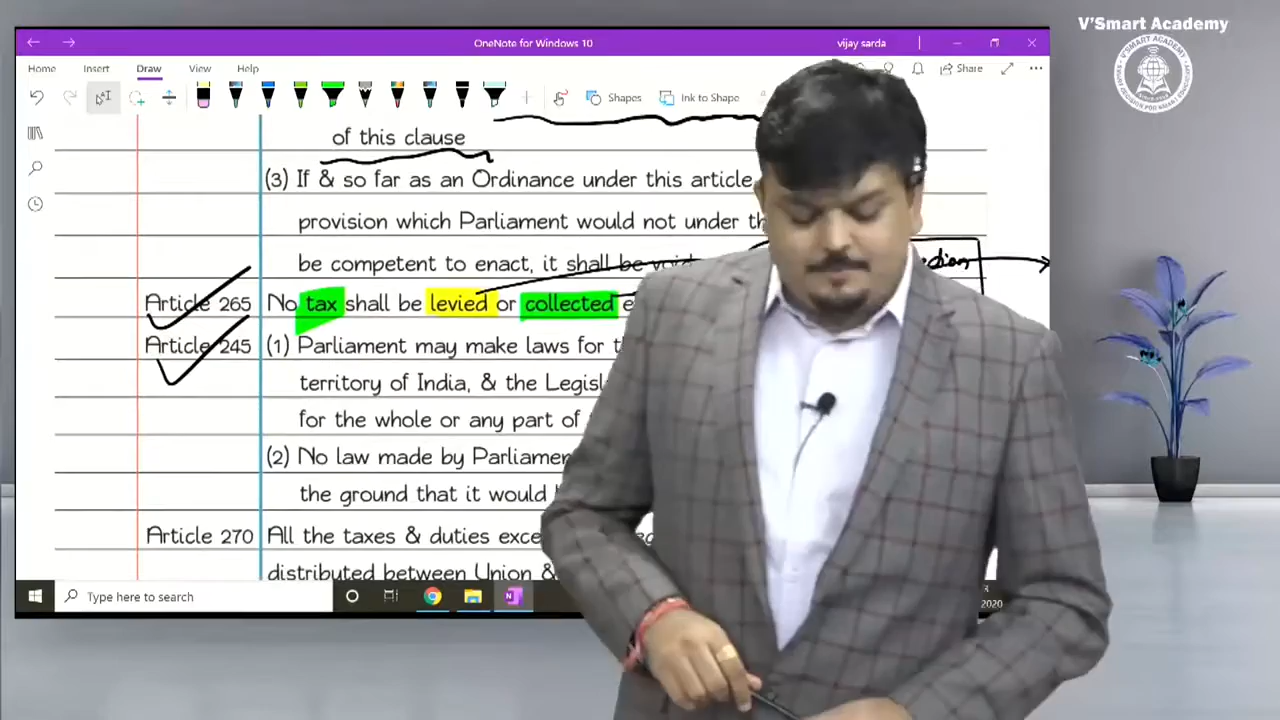 V'Smart Academy
OneNote for Windows 10
vijay sarda
Home Insert Draw View Help
Share
Shapes
Ink to Shape
of this clause
(3) If & so far as an Ordinance under this article
provision which Parliament would not under
be competent to enact, it shall be void
Article 265 No tax shall be levied or collected
Article 245 (1) Parliament may make laws for
territory of India, & the
for the whole or any part of
(2) No law made by
the ground that it would
Article 270 All the taxes & duties
distributed between Union &
Type here to search
2020